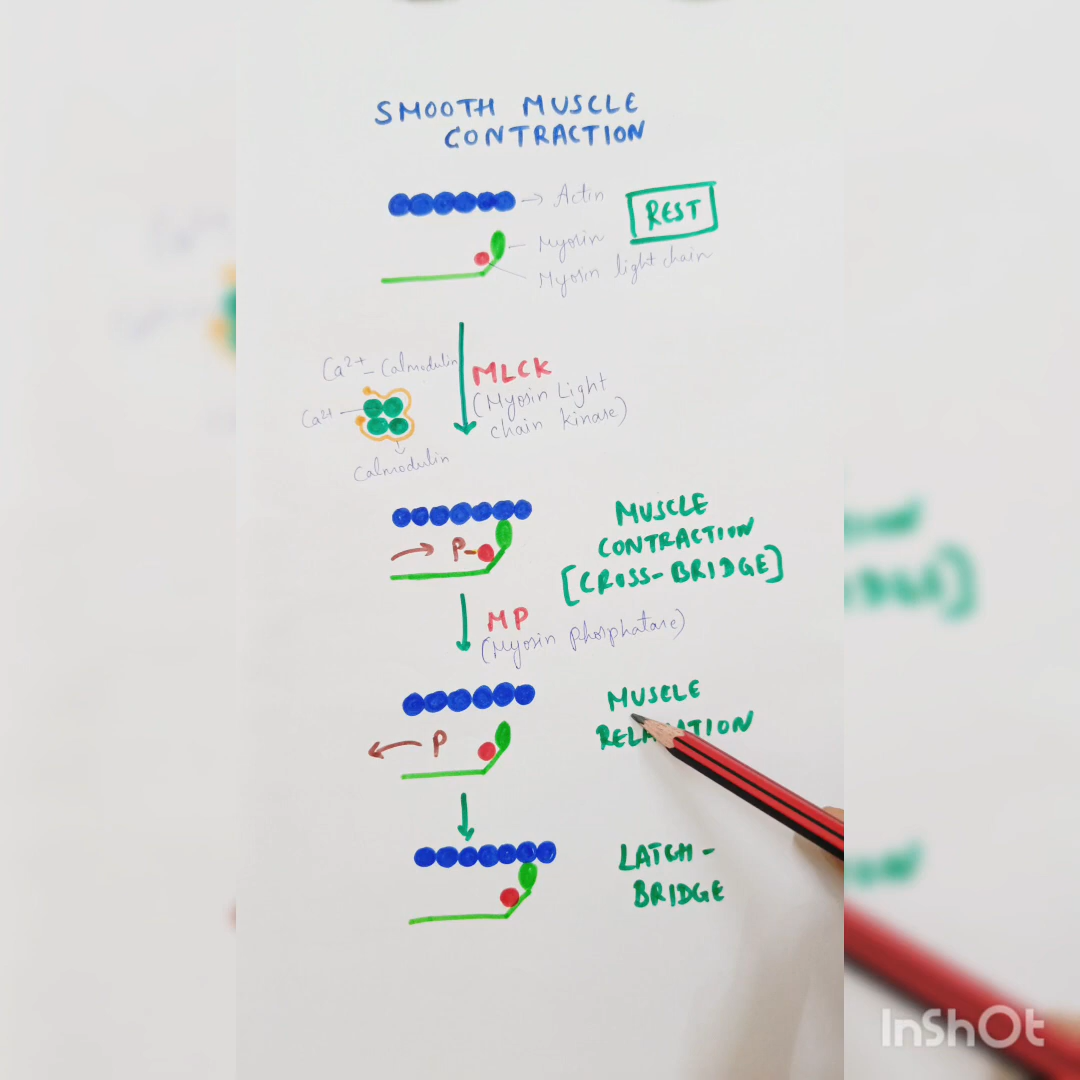 SMOOTH MUSCLE
CONTRACTION
Actin
REST
Myosin
Myosin light chain
Ca2+ - Calmodulin
MLCK
(Myosin Light
chain kinase)
Ca2+
Calmodulin
MUSCLE
CONTRACTION
[CROSS-BRIDGE]
P
MP
(Myosin phosphatase)
MUSCLE
P
LATCH-
BRIDGE
InShOt